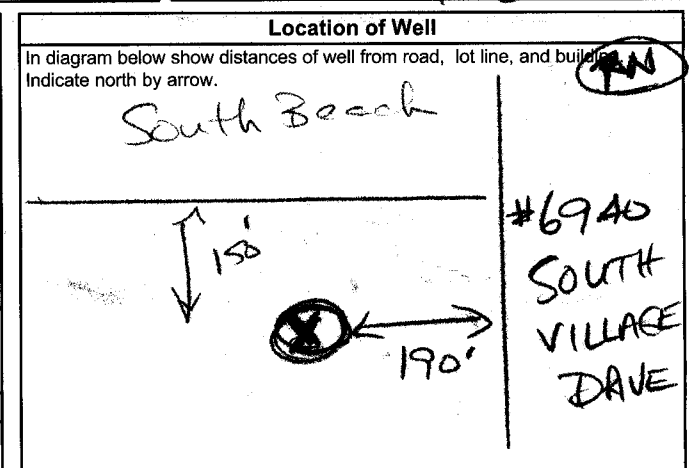 Location of Well
In diagram below show distances of well from road, lot line, and building
Indicate north by arrow.
N
South Beach
150'
X
190'
#6940
SOUTH
VILLAGE
DAVE